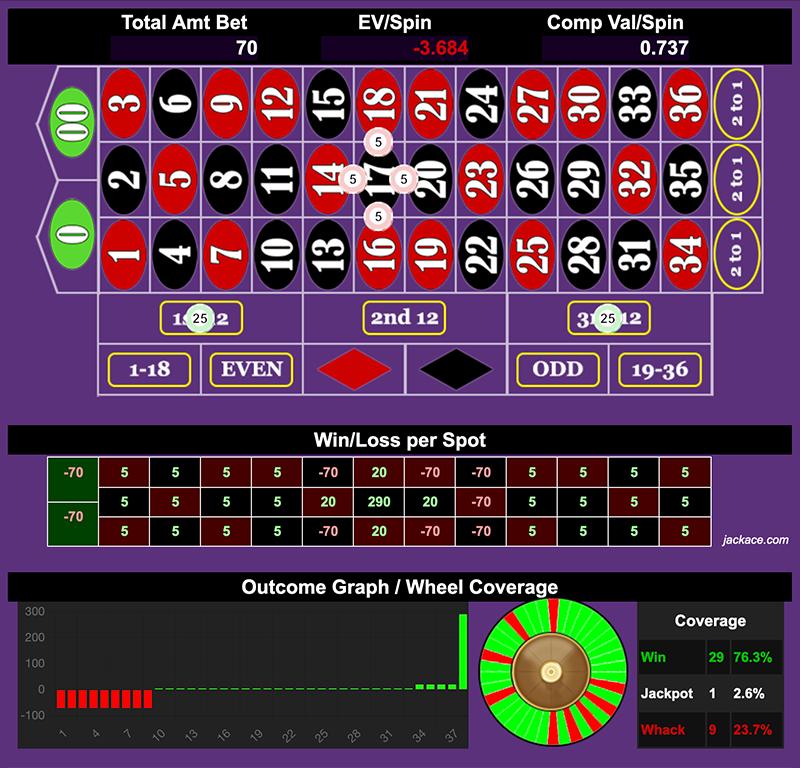 Total Amt Bet EV/Spin Comp Val/Spin
70 -3.684 0.737
00 3 6 9 12 15 18 21 24 27 30 33 36 2 to 1
5
2 5 8 11 14 5 17 5 20 23 26 29 32 35 2 to 1
5
0 1 4 7 10 13 16 19 22 25 28 31 34 2 to 1
25 12 2nd 12 25 12
1-18 EVEN ODD 19-36
Win/Loss per Spot
-70 5 5 5 5 -70 20 -70 -70 5 5 5 5
5 5 5 5 20 290 20 -70 5 5 5 5
-70 5 5 5 5 -70 20 -70 -70 5 5 5 5
jackace.com
Outcome Graph / Wheel Coverage
300
200
100
0
-100
1 4 7 10 13 16 19 22 25 28 31 34 37
Coverage
Win 29 76.3%
Jackpot 1 2.6%
Whack 9 23.7%